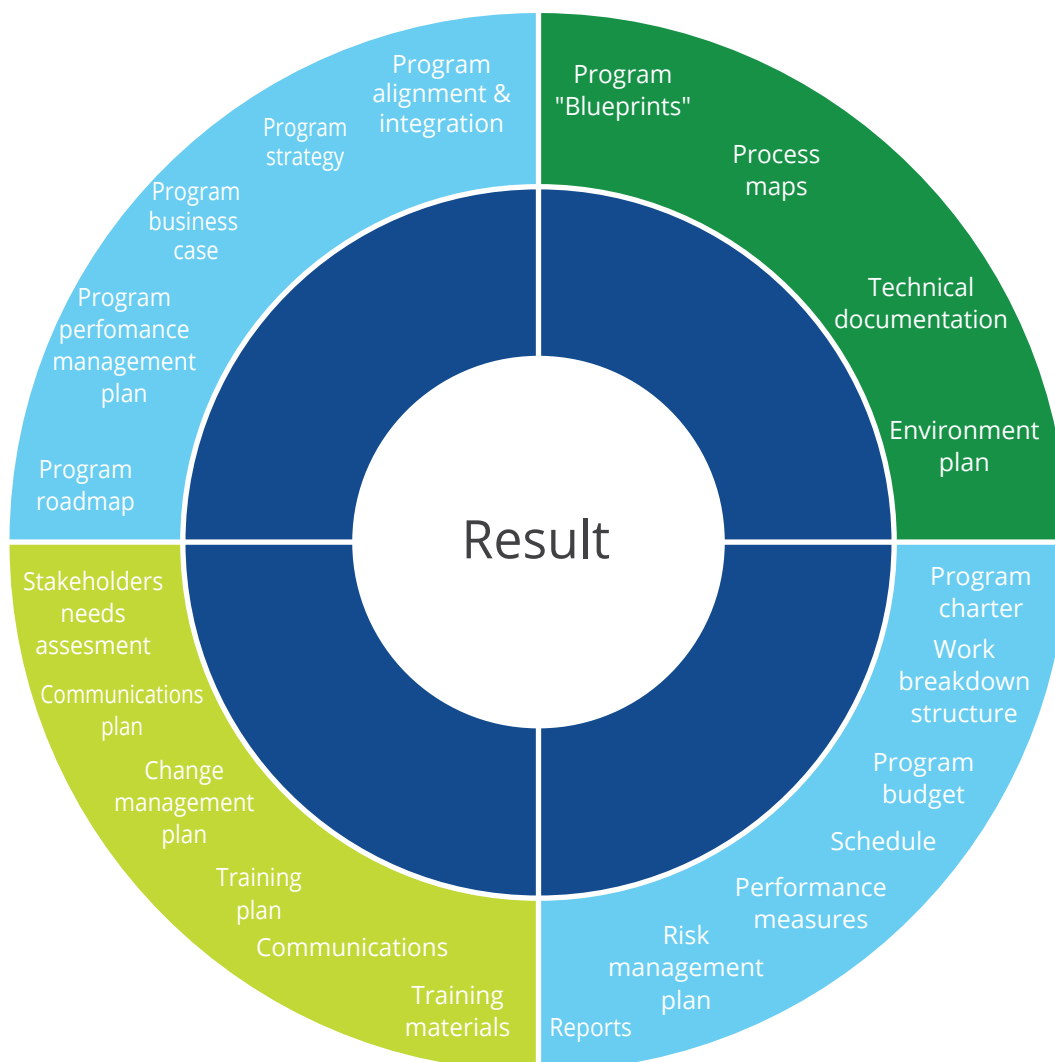 Program
alignment &
integration
Program
strategy
Program
business
case
Program
perfomance
management
plan
Program
roadmap
Program
"Blueprints"
Process
maps
Technical
documentation
Environment
plan
Result
Stakeholders
needs
assesment
Communications
plan
Change
management
plan
Training
plan
Communications
Training
materials
Program
charter
Work
breakdown
structure
Program
budget
Schedule
Performance
measures
Risk
management
plan
Reports